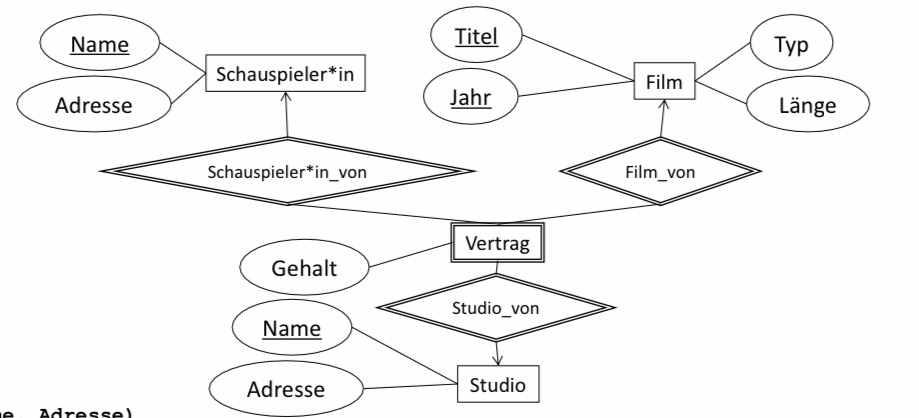 Name
Adresse
Schauspieler*in
Titel
Jahr
Film
Typ
Länge
Schauspieler*in_von
Film_von
Vertrag
Gehalt
Studio_von
Name
Adresse
Studio
Adresse)